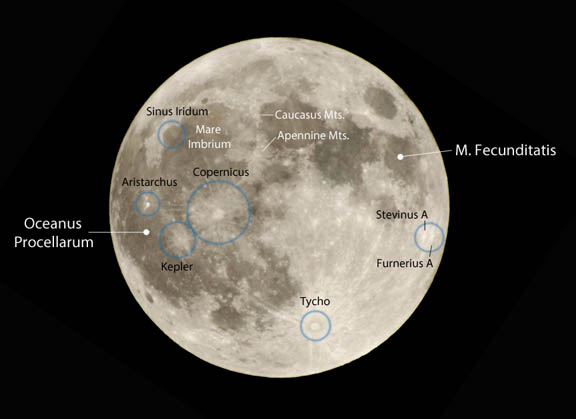 Sinus Iridum
Caucasus Mts.
Mare
Imbrium
Apennine Mts.
M. Fecunditatis
Copernicus
Aristarchus
Oceanus
Procellarum
Stevinus A
Kepler
Furnerius A
Tycho